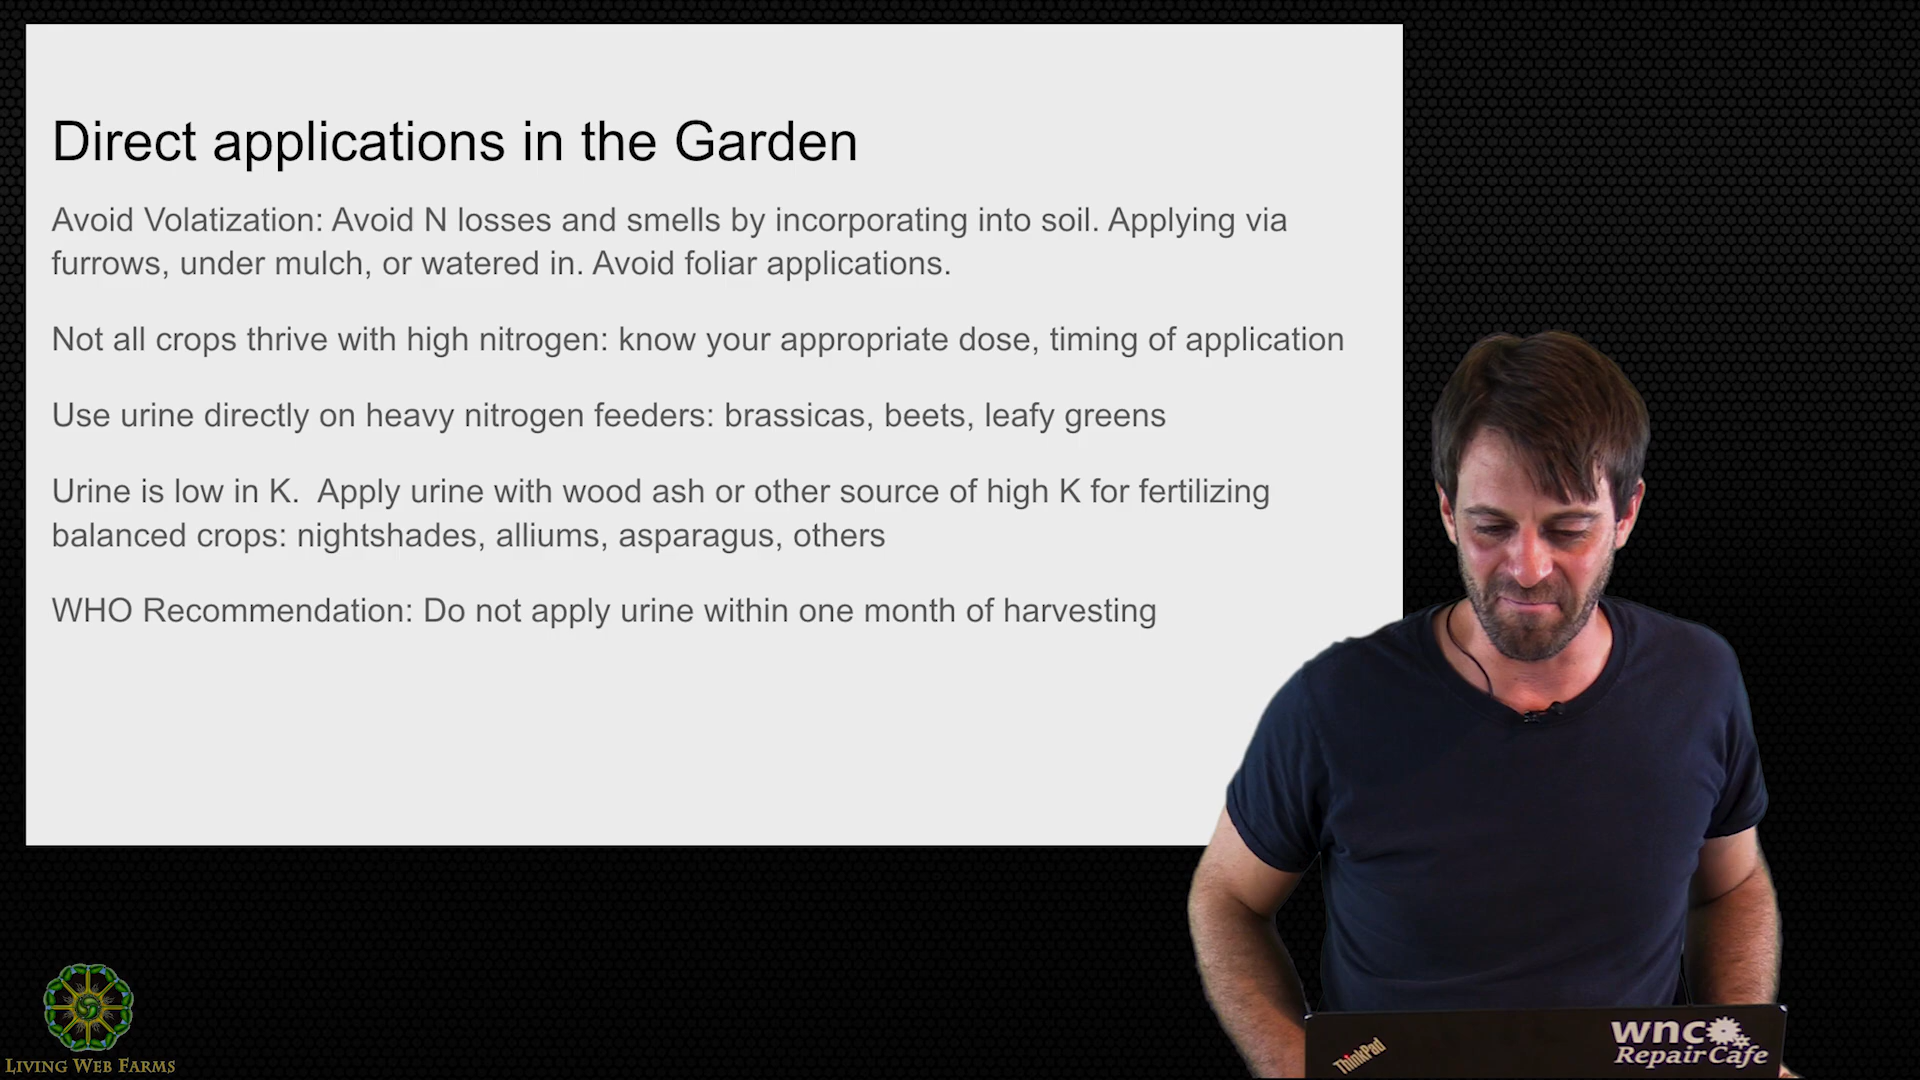 Direct applications in the Garden
Avoid Volatization: Avoid N losses and smells by incorporating into soil. Applying via
furrows, under mulch, or watered in. Avoid foliar applications.
Not all crops thrive with high nitrogen: know your appropriate dose, timing of application
Use urine directly on heavy nitrogen feeders: brassicas, beets, leafy greens
Urine is low in K.  Apply urine with wood ash or other source of high K for fertilizing
balanced crops: nightshades, alliums, asparagus, others
WHO Recommendation: Do not apply urine within one month of harvesting
ThinkPad
wnc
Repair Cafe
LIVING WEB FARMS